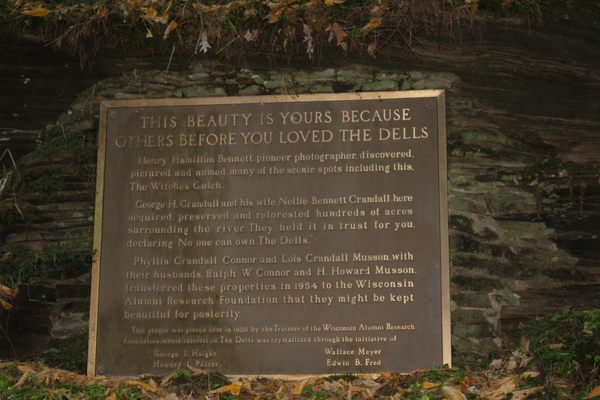 THIS BEAUTY IS YOURS BECAUSE
OTHERS BEFORE YOU LOVED THE DELLS
Henry Hamilton Bennett, pioneer photographer, discovered,
pictured and named many of the scenic spots including this,
The Witches Gulch.
George H. Crandall and his wife, Nellie Bennett Crandall, here
acquired, preserved and reforested hundreds of acres
surrounding the river. They held it in trust for you,
declaring "No one can own The Dells."
Phyllis Crandall Connor and Lois Crandall Musson, with
their husbands, Ralph W. Connor and H. Howard Musson,
transferred these properties in 1954 to the Wisconsin
Alumni Research Foundation that they might be kept
beautiful for posterity.
This plaque was placed here in 1956 by the Trustees of the Wisconsin Alumni Research
Foundation whose interest in The Dells was crystallized through the initiative of
George I. Haight
Wallace Meyer
Howard I. Potter
Edwin B. Fred